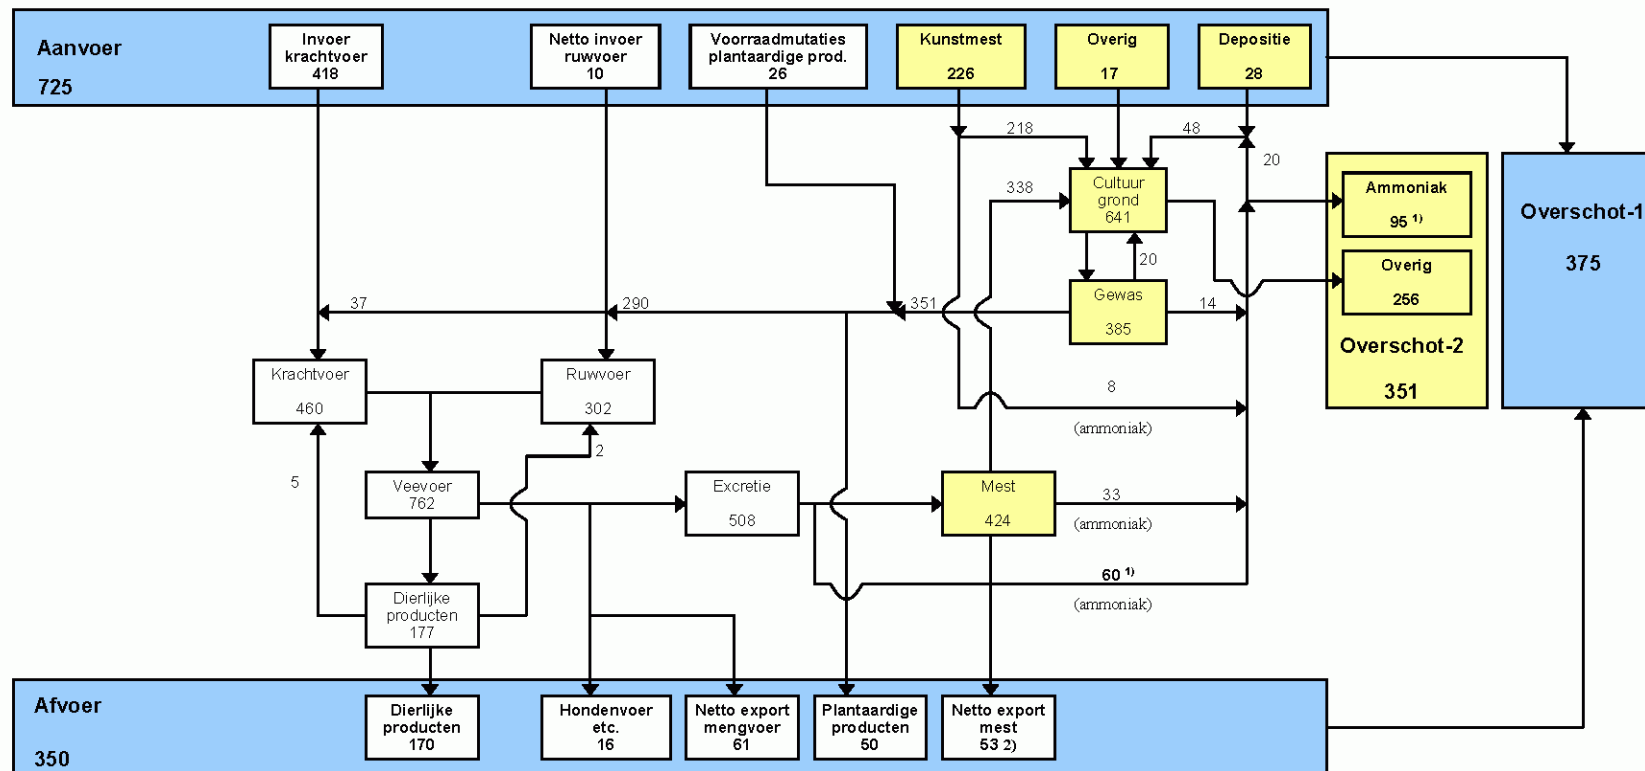 Aanvoer
725
Invoer
krachtvoer
418
Netto invoer
ruwvoer
10
Voorraadmutaties
plantaardige prod.
26
Kunstmest
226
Overig
17
Depositie
28
218
48
20
338
Cultuur
grond
641
20
Ammoniak
95 1)
Overig
256
Overschot-2
351
Overschot-1
375
37
290
351
Gewas
385
14
Krachtvoer
460
Ruwvoer
302
8
(ammoniak)
5
2
Veevoer
762
Excretie
508
Mest
424
33
(ammoniak)
60 1)
(ammoniak)
Dierlijke
producten
177
Afvoer
350
Dierlijke
producten
170
Hondenvoer
etc.
16
Netto export
mengvoer
61
Plantaardige
producten
50
Netto export
mest
53 2)